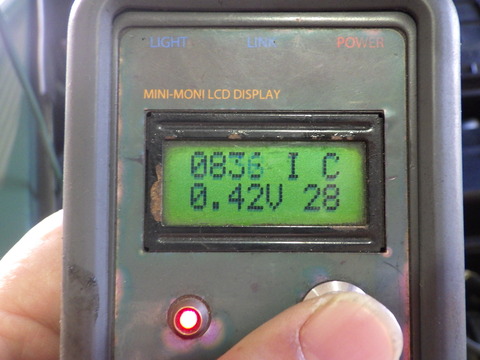 LIGHT LINK POWER
MINI-MONI LCD DISPLAY
0836 I C
0.42V 28